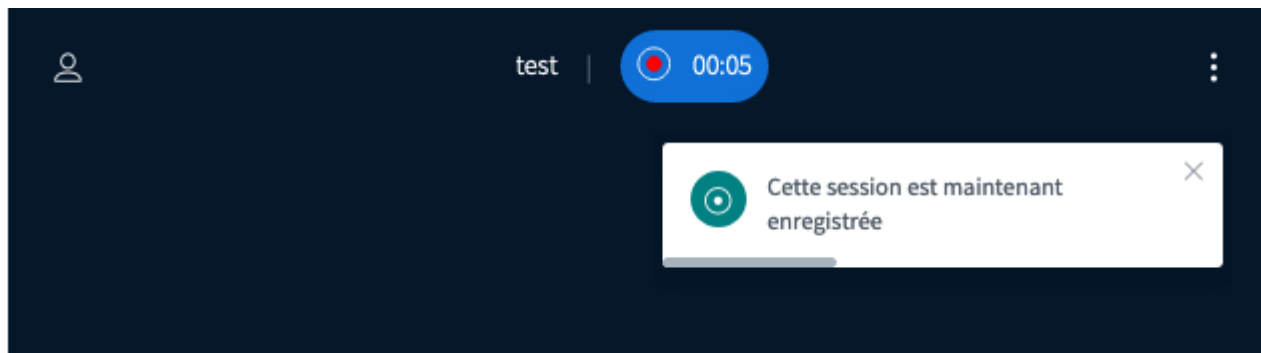 test | 00:05
Cette session est maintenant
enregistrée